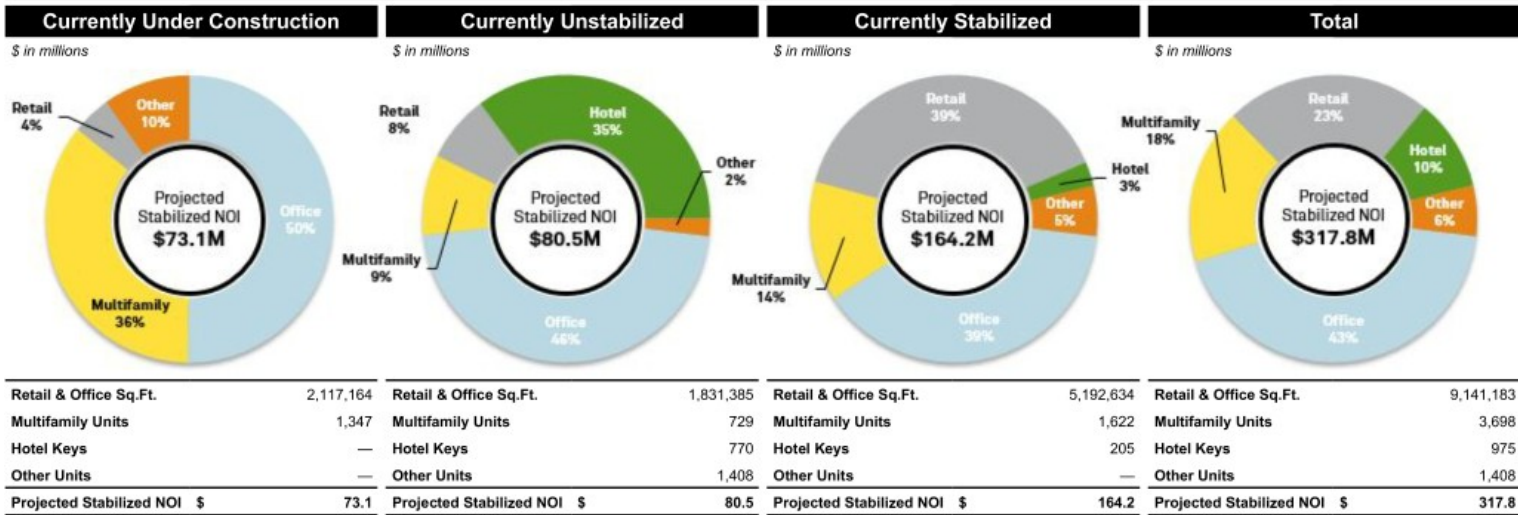 Currently Under Construction
$ in millions
Retail
4%
Other
10%
Office
50%
Multifamily
36%
Projected
Stabilized NOI
$73.1M
Retail & Office Sq.Ft. 2,117,164
Multifamily Units 1,347
Hotel Keys —
Other Units —
Projected Stabilized NOI $ 73.1
Currently Unstabilized
$ in millions
Retail
8%
Hotel
35%
Other
2%
Multifamily
9%
Office
46%
Projected
Stabilized NOI
$80.5M
Retail & Office Sq.Ft. 1,831,385
Multifamily Units 729
Hotel Keys 770
Other Units 1,408
Projected Stabilized NOI $ 80.5
Currently Stabilized
$ in millions
Retail
39%
Hotel
3%
Other
5%
Multifamily
14%
Office
39%
Projected
Stabilized NOI
$164.2M
Retail & Office Sq.Ft. 5,192,634
Multifamily Units 1,622
Hotel Keys 205
Other Units —
Projected Stabilized NOI $ 164.2
Total
$ in millions
Multifamily
18%
Retail
23%
Hotel
10%
Other
6%
Office
43%
Projected
Stabilized NOI
$317.8M
Retail & Office Sq.Ft. 9,141,183
Multifamily Units 3,698
Hotel Keys 975
Other Units 1,408
Projected Stabilized NOI $ 317.8